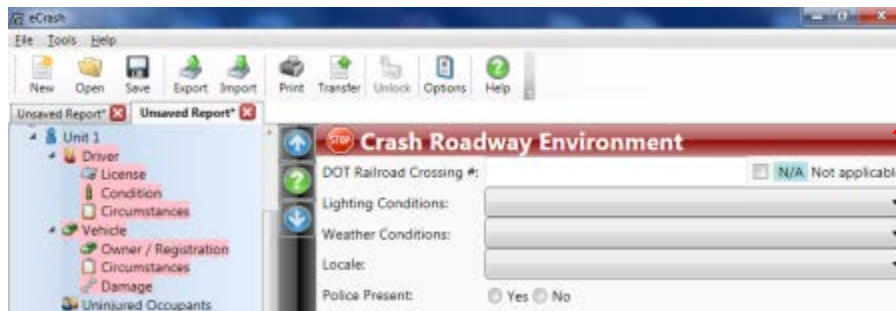 eCrash
File Tools Help
New Open Save Export Import Print Transfer Unlock Options Help
Unsaved Report* Unsaved Report*
Unit 1
Driver
License
Condition
Circumstances
Vehicle
Owner / Registration
Circumstances
Damage
Uninjured Occupants
STOP Crash Roadway Environment
DOT Railroad Crossing #: N/A Not applicabl
Lighting Conditions:
Weather Conditions:
Locale:
Police Present: Yes No